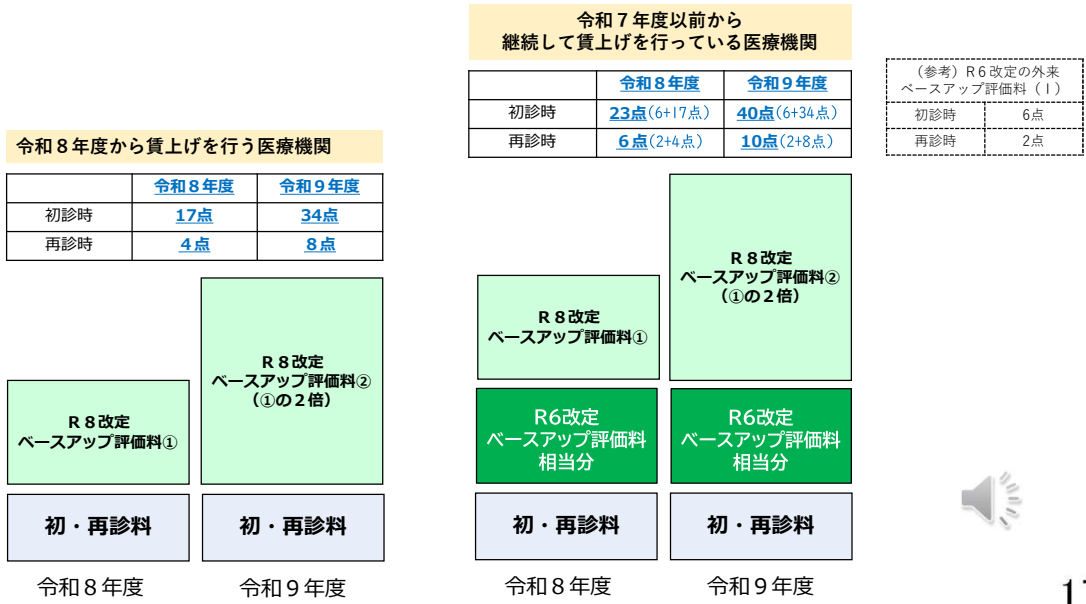 令和７年度以前から
継続して賃上げを行っている医療機関
令和８年度 令和９年度
初診時 23点(6+17点) 40点(6+34点)
再診時 ６点(2+4点) 10点(2+8点)
（参考）R６改定の外来
ベースアップ評価料（Ⅰ）
初診時 6点
再診時 2点
令和８年度から賃上げを行う医療機関
令和８年度 令和９年度
初診時 17点 34点
再診時 ４点 ８点
Ｒ８改定
ベースアップ評価料①
Ｒ８改定
ベースアップ評価料②
（①の２倍）
初・再診料
初・再診料
令和８年度
令和９年度
Ｒ８改定
ベースアップ評価料①
Ｒ８改定
ベースアップ評価料②
（①の２倍）
R6改定
ベースアップ評価料
相当分
R6改定
ベースアップ評価料
相当分
初・再診料
初・再診料
令和８年度
令和９年度